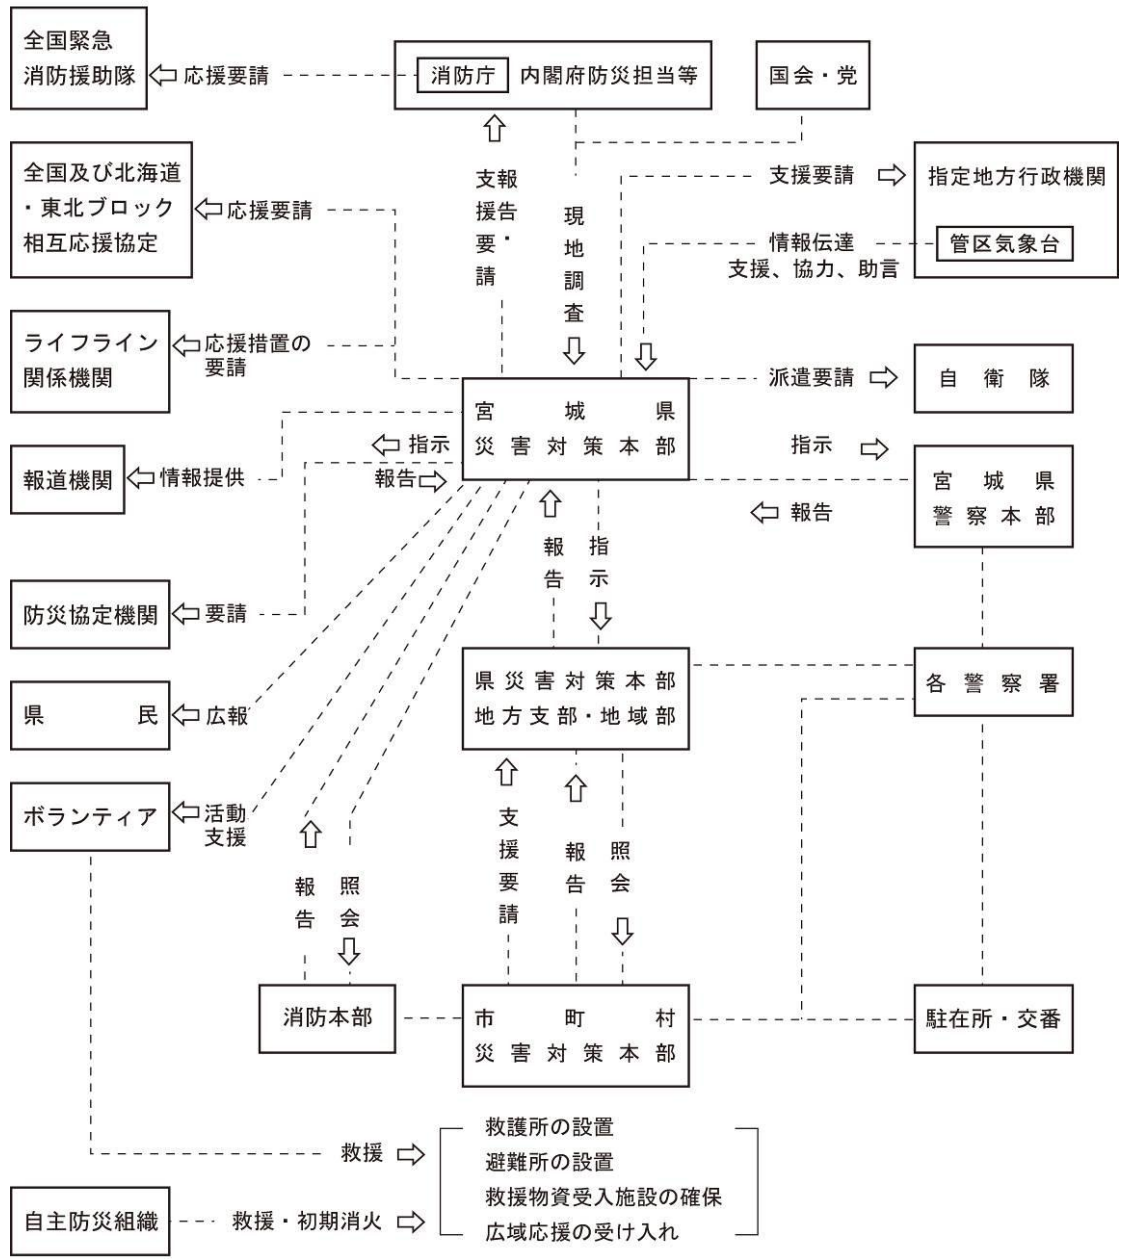 全国緊急
消防援助隊
応援要請
消防庁 内閣府防災担当等
国会・党
全国及び北海道
・東北ブロック
相互応援協定
応援要請
支援要請
報告・
現地調査
支援要請
指定地方行政機関
情報伝達
支援、協力、助言
管区気象台
ライフライン
関係機関
応援措置の
要請
宮城県
災害対策本部
派遣要請
自衛隊
報道機関
情報提供
指示
報告
指示
報告
宮城県
警察本部
報告
指示
防災協定機関
要請
県災害対策本部
地方支部・地域部
各警察署
県民
広報
ボランティア
活動
支援
報告
照会
支援要請
報告
照会
消防本部
市町村
災害対策本部
駐在所・交番
救援
救護所の設置
避難所の設置
救援物資受入施設の確保
広域応援の受け入れ
自主防災組織
救援・初期消火